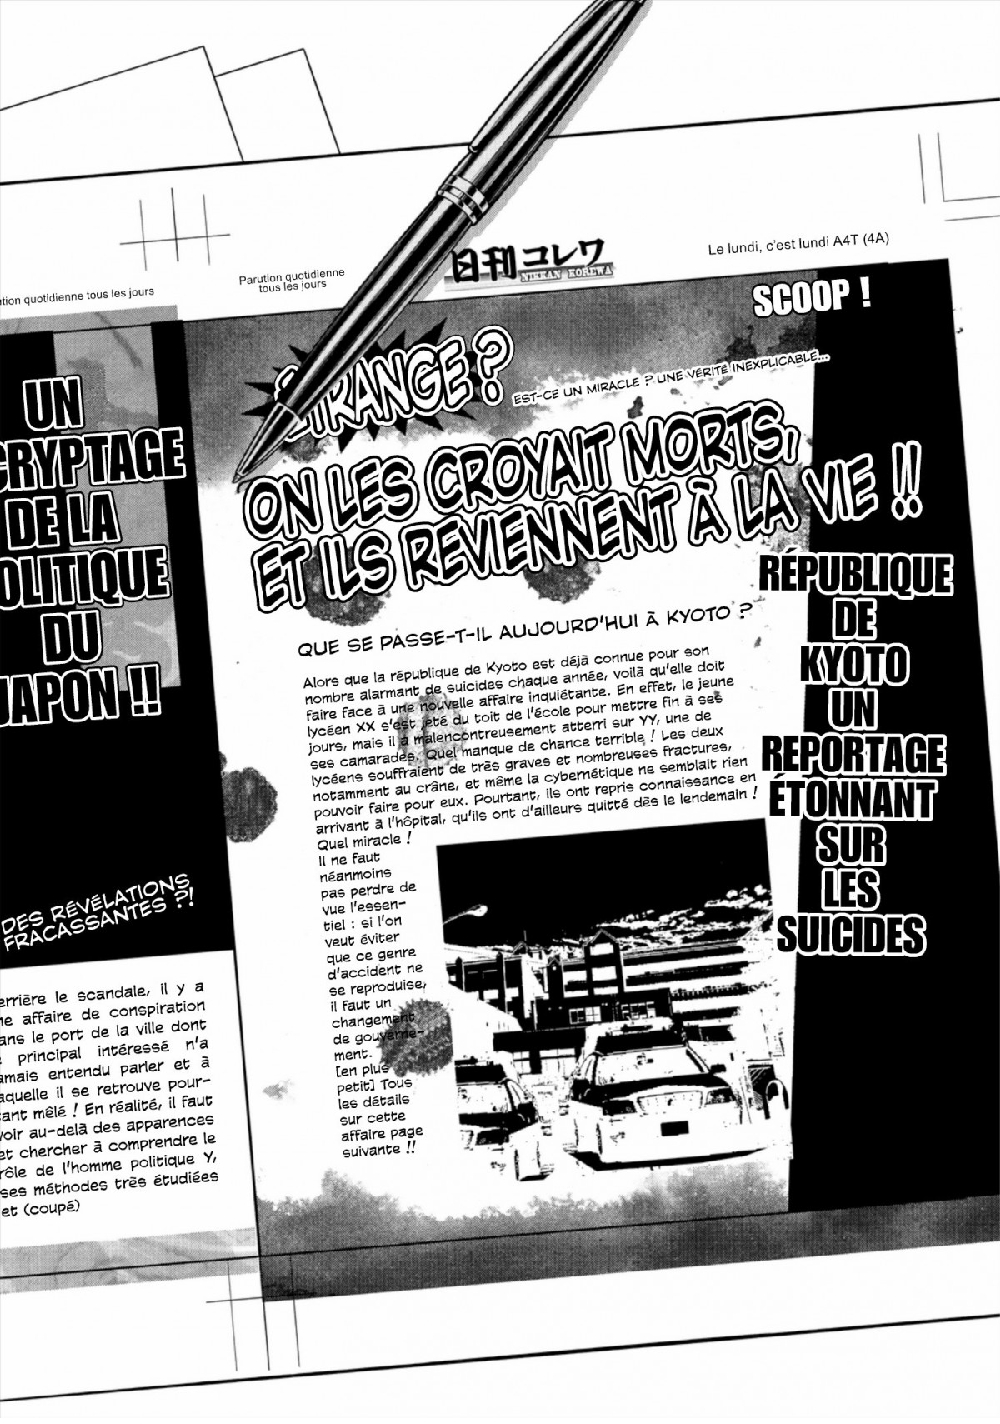 日刊コレワ
NIKKAN KOREWA
Le lundi, c'est lundi A4T (4A)
Parution quotidienne
tous les jours
quotidienne tous les jours
SCOOP !
ÉTRANGE ?
EST-CE UN MIRACLE ? UNE VÉRITÉ INEXPLICABLE...
ON LES CROYAIT MORTS,
ET ILS REVIENNENT À LA VIE !!
RÉPUBLIQUE
DE
KYOTO
UN
REPORTAGE
ÉTONNANT
SUR
LES
SUICIDES
QUE SE PASSE-T-IL AUJOURD'HUI À KYOTO ?
Alors que la république de Kyoto est déjà connue pour son
nombre alarmant de suicides chaque année, voilà qu'elle doit
faire face à une nouvelle affaire inquiétante. En effet, le jeune
lycéen XX s'est jeté du toit de l'école pour mettre fin à ses
jours, mais il a malencontreusement atterri sur YY, une de
ses camarades. Quel manque de chance terrible ! Les deux
lycéens souffraient de très graves et nombreuses fractures,
notamment au crâne, et même la cybernétique ne semblait rien
pouvoir faire pour eux. Pourtant, ils ont repris connaissance en
arrivant à l'hôpital, qu'ils ont d'ailleurs quitté dès le lendemain !
Quel miracle !
Il ne faut
néanmoins
pas perdre de
vue l'essen-
tiel : si l'on
veut éviter
que ce genre
d'accident ne
se reproduise,
il faut un
changement
de gouverne-
ment.
[en plus
petit] Tous
les détails
sur cette
affaire page
suivante !!
UN
CRYPTAGE
DE LA
POLITIQUE
DU
JAPON !!
DES RÉVÉLATIONS
FRACASSANTES ?!
errière le scandale, il y a
ne affaire de conspiration
ans le port de la ville dont
principal intéressé n'a
amais entendu parler et à
aquelle il se retrouve pour-
tant mêlé ! En réalité, il faut
voir au-delà des apparences
et chercher à comprendre le
rôle de l'homme politique Y,
ses méthodes très étudiées
et (coupé)